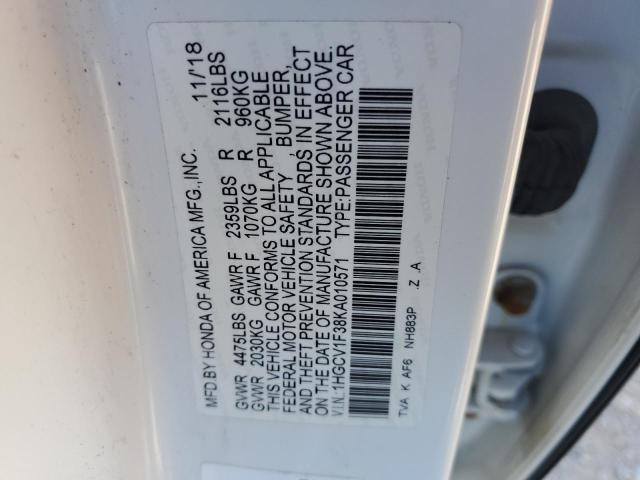 MFD.BY HONDA OF AMERICA MFG.,INC. 11/'18
GVWR 4475LBS GAWR F 2359LBS R 2116LBS
GVWR 2030KG GAWR F 1070KG R 960KG
THIS VEHICLE CONFORMS TO ALL APPLICABLE
FEDERAL MOTOR VEHICLE SAFETY, BUMPER,
AND THEFT PREVENTION STANDARDS IN EFFECT
ON THE DATE OF MANUFACTURE SHOWN ABOVE.
V.I.N.:1HGCV1F38KA010571 TYPE:PASSENGER CAR
TVA K AF6 NH883P .Z .A